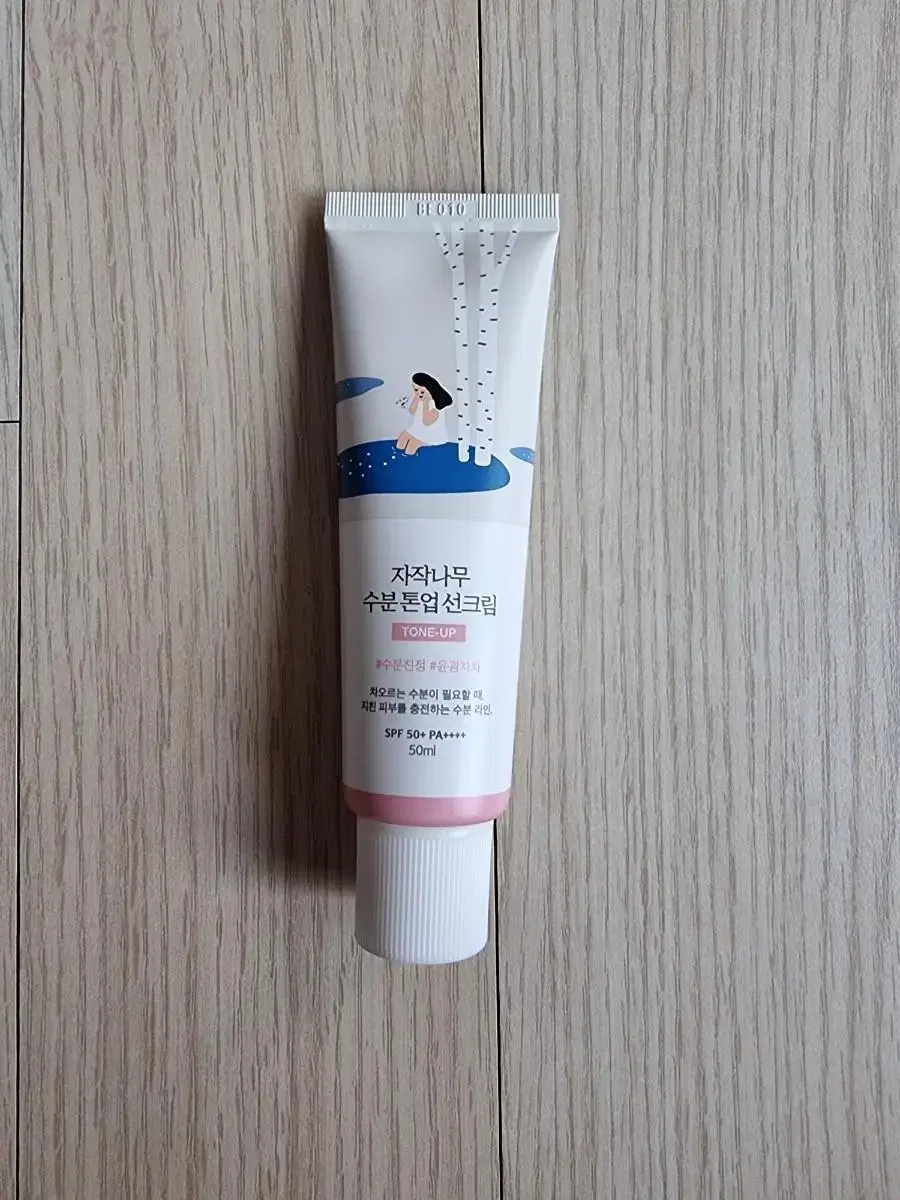 BE010
자작나무
수분 톤업 선크림
TONE-UP
#수분진정 #윤광차차
차오르는 수분이 필요할 때,
지친 피부를 충전하는 수분 라인.
SPF 50+ PA++++
50ml